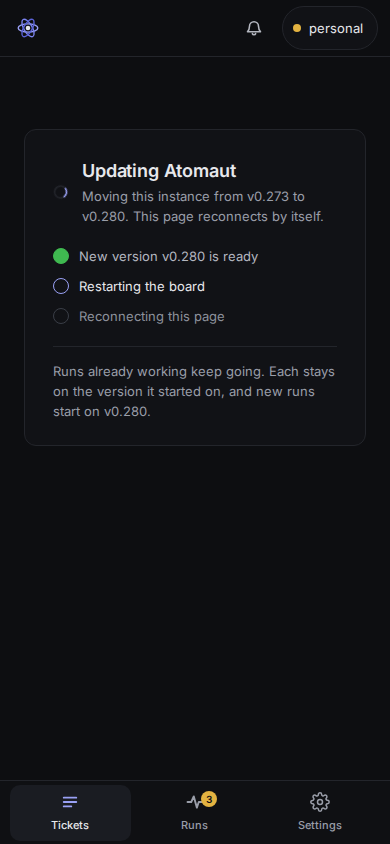 personal
Updating Atomaut
Moving this instance from v0.273 to
v0.280. This page reconnects by itself.
New version v0.280 is ready
Restarting the board
Reconnecting this page
Runs already working keep going. Each stays
on the version it started on, and new runs
start on v0.280.
3
Tickets
Runs
Settings